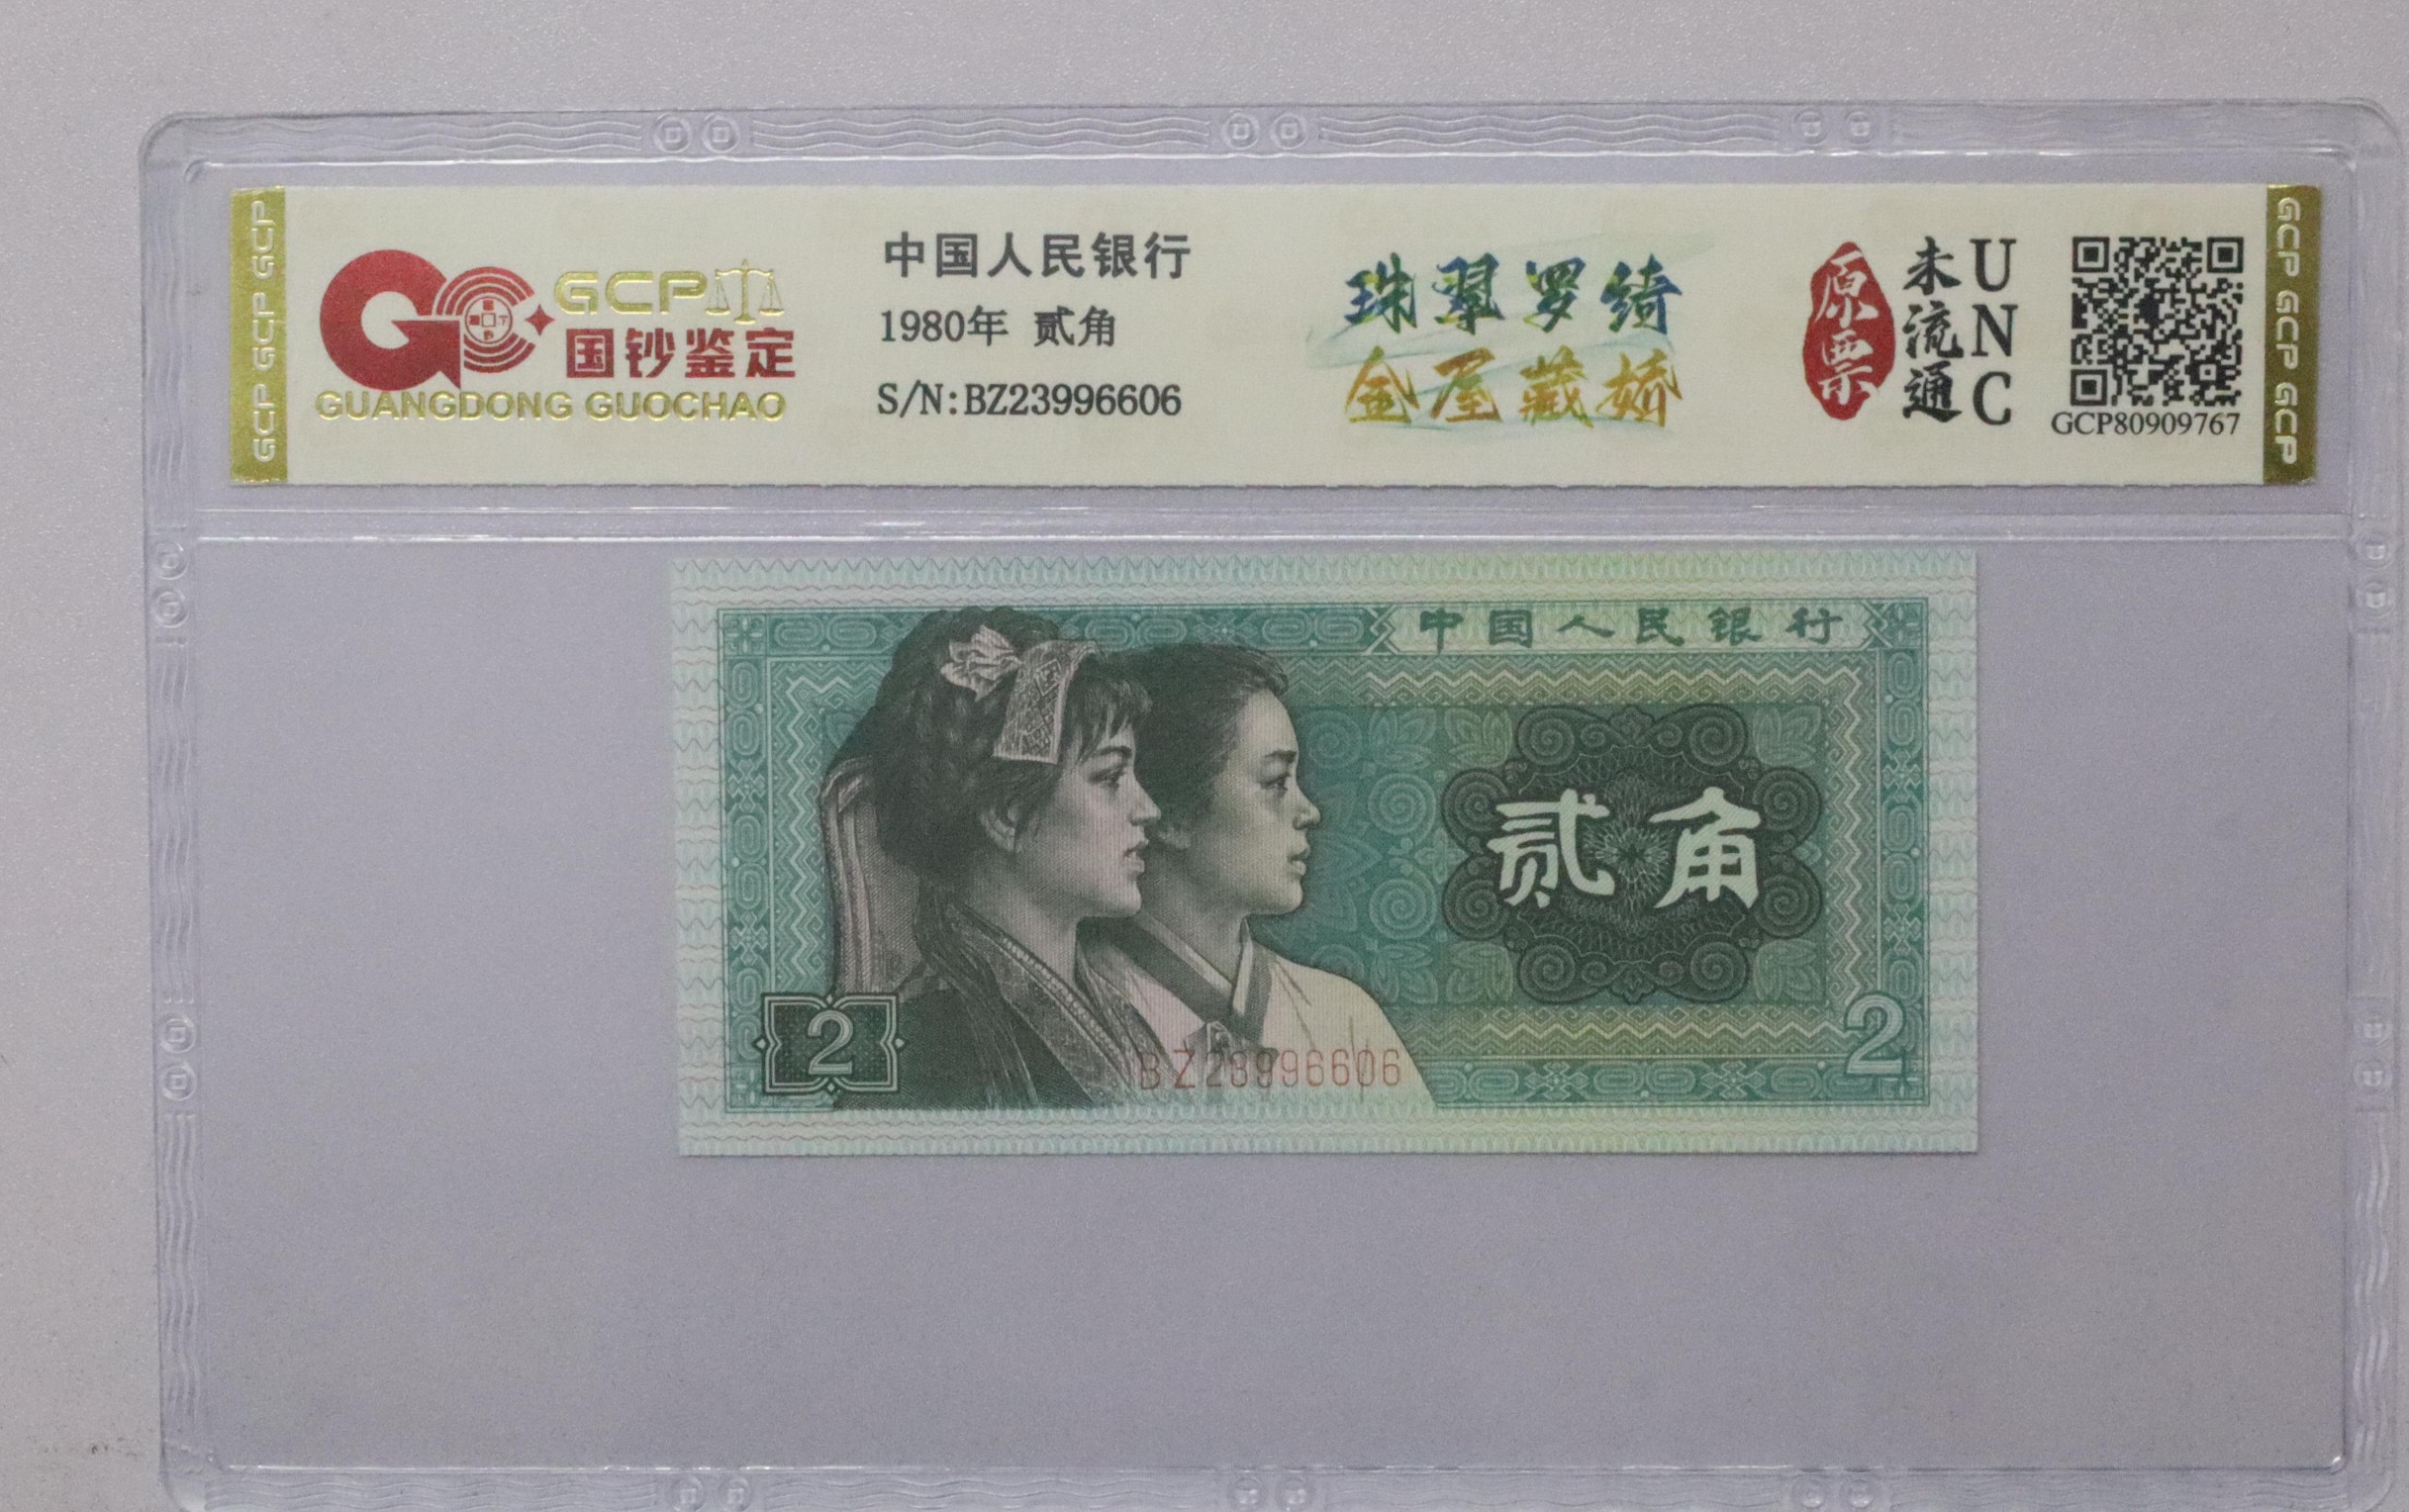 GCP GCP GCP
GCP
国钞鉴定
GUANGDONG GUOCHAO
中国人民银行
1980年 贰角
S/N:BZ23996606
珠翠罗绮
金屋藏娇
原票
未流通
UNC
GCP80909767
GCP GCP GCP
中国人民银行
贰角
2
BZ23996606
2